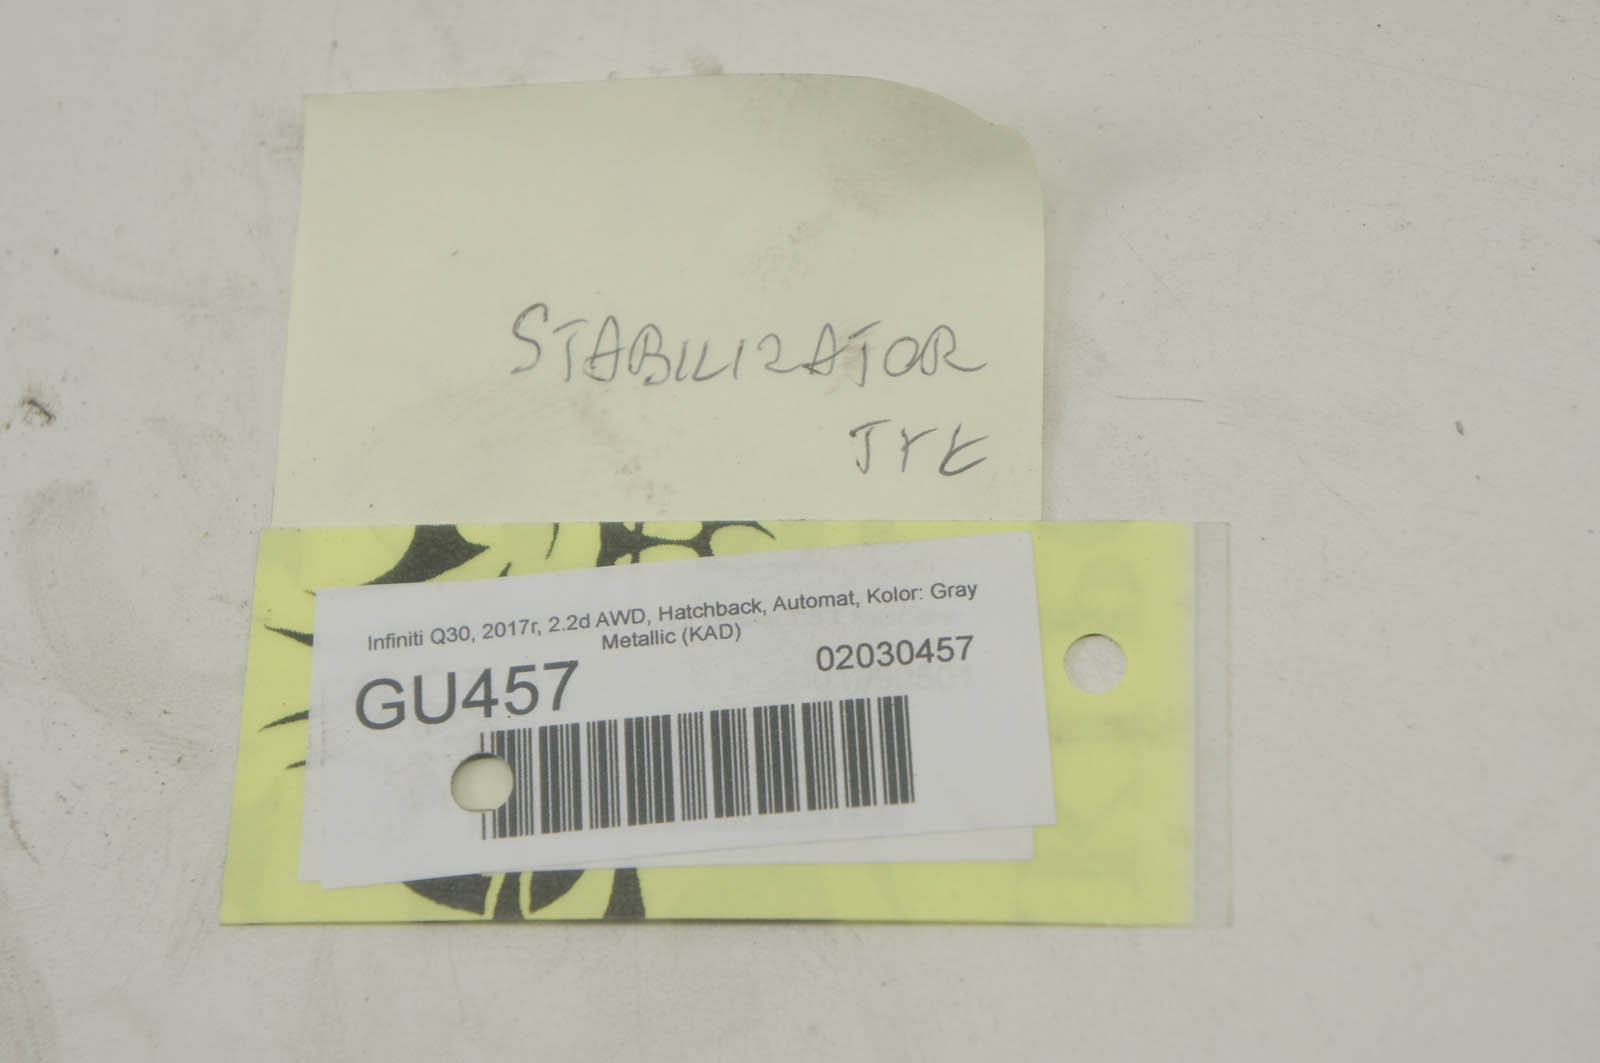 STABILIZATOR
TYŁ
Infiniti Q30, 2017r, 2.2d AWD, Hatchback, Automat, Kolor: Gray
Metallic (KAD)
GU457
02030457